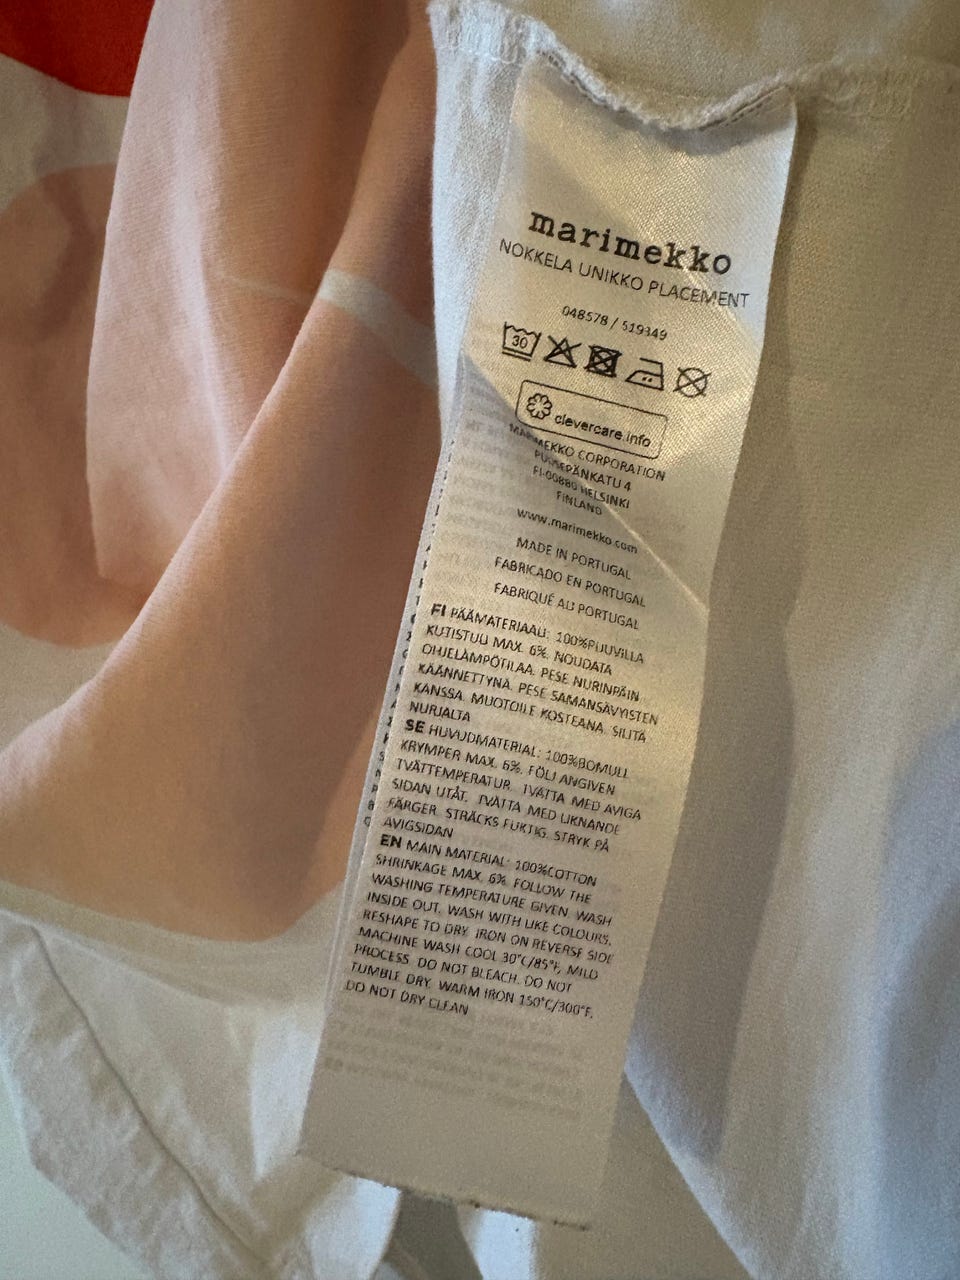 marimekko
NOKKELA UNIKKO PLACEMENT
048578 / 519349
30
clevercare.info
MARIMEKKO CORPORATION
PUUSEPÄNKATU 4
FI-00880 HELSINKI
FINLAND
www.marimekko.com
MADE IN PORTUGAL
FABRICADO EN PORTUGAL
FABRIQUÉ AU PORTUGAL
FI PÄÄMATERIAALI: 100%PUUVILLA
KUTISTUU MAX. 6%. NOUDATA
OHJELÄMPÖTILAA. PESE NURINPÄIN
KÄÄNNETTYNÄ. PESE SAMANSÄVYISTEN
KANSSA. MUOTOILE KOSTEANA. SILITÄ
NURJALTA
SE HUVUDMATERIAL: 100%BOMULL
KRYMPER MAX. 6%. FÖLJ ANGIVEN
TVÄTTEMPERATUR. TVÄTTA MED AVIGA
SIDAN UTÅT. TVÄTTA MED LIKNANDE
FÄRGER. STRÄCKS FUKTIG. STRYK PÅ
AVIGSIDAN
EN MAIN MATERIAL: 100%COTTON
SHRINKAGE MAX. 6%. FOLLOW THE
WASHING TEMPERATURE GIVEN. WASH
INSIDE OUT. WASH WITH LIKE COLOURS.
RESHAPE TO DRY. IRON ON REVERSE SIDE
MACHINE WASH COOL 30°C/85°F, MILD
PROCESS. DO NOT BLEACH. DO NOT
TUMBLE DRY. WARM IRON 150°C/300°F.
DO NOT DRY CLEAN